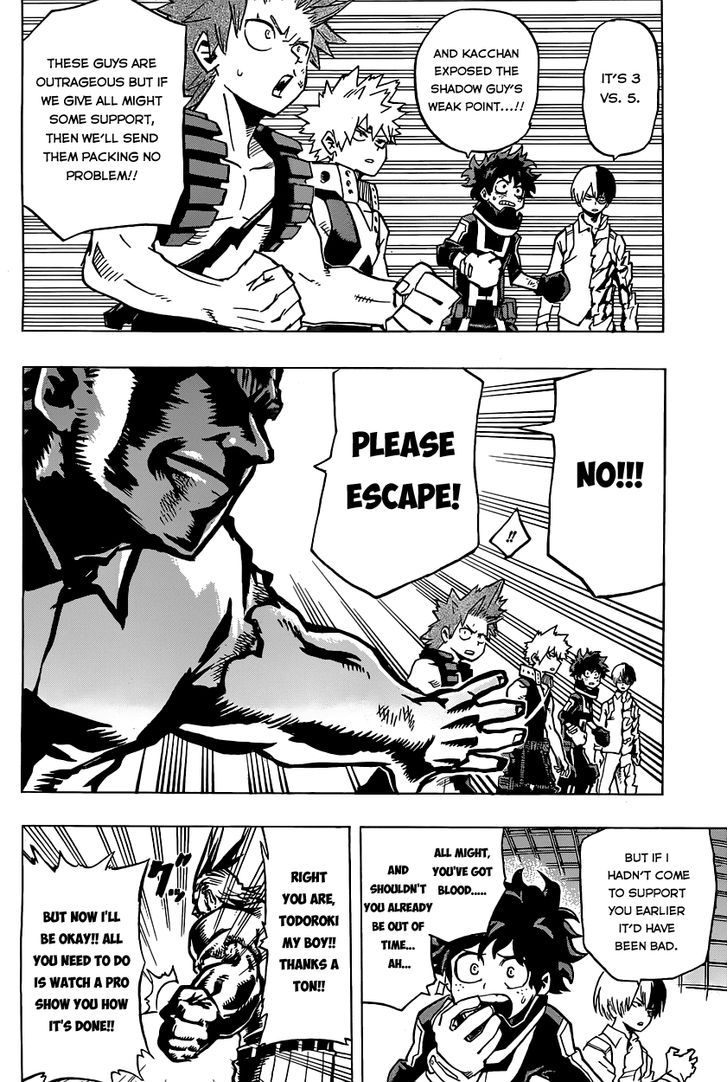 IT'S 3
VS. 5.
AND KACCHAN
EXPOSED THE
SHADOW GUY'S
WEAK POINT...!!
THESE GUYS ARE
OUTRAGEOUS BUT IF
WE GIVE ALL MIGHT
SOME SUPPORT,
THEN WE'LL SEND
THEM PACKING NO
PROBLEM!!
NO!!!
!!
PLEASE
ESCAPE!
BUT IF I
HADN'T COME
TO SUPPORT
YOU EARLIER
IT'D HAVE
BEEN BAD.
ALL MIGHT,
YOU'VE GOT
BLOOD.....
AND
SHOULDN'T
YOU ALREADY
BE OUT OF
TIME...
AH...
RIGHT
YOU ARE,
TODOROKI
MY BOY!!
THANKS A
TON!!
グッ
BUT NOW I'LL
BE OKAY!! ALL
YOU NEED TO DO
IS WATCH A PRO
SHOW YOU HOW
IT'S DONE!!